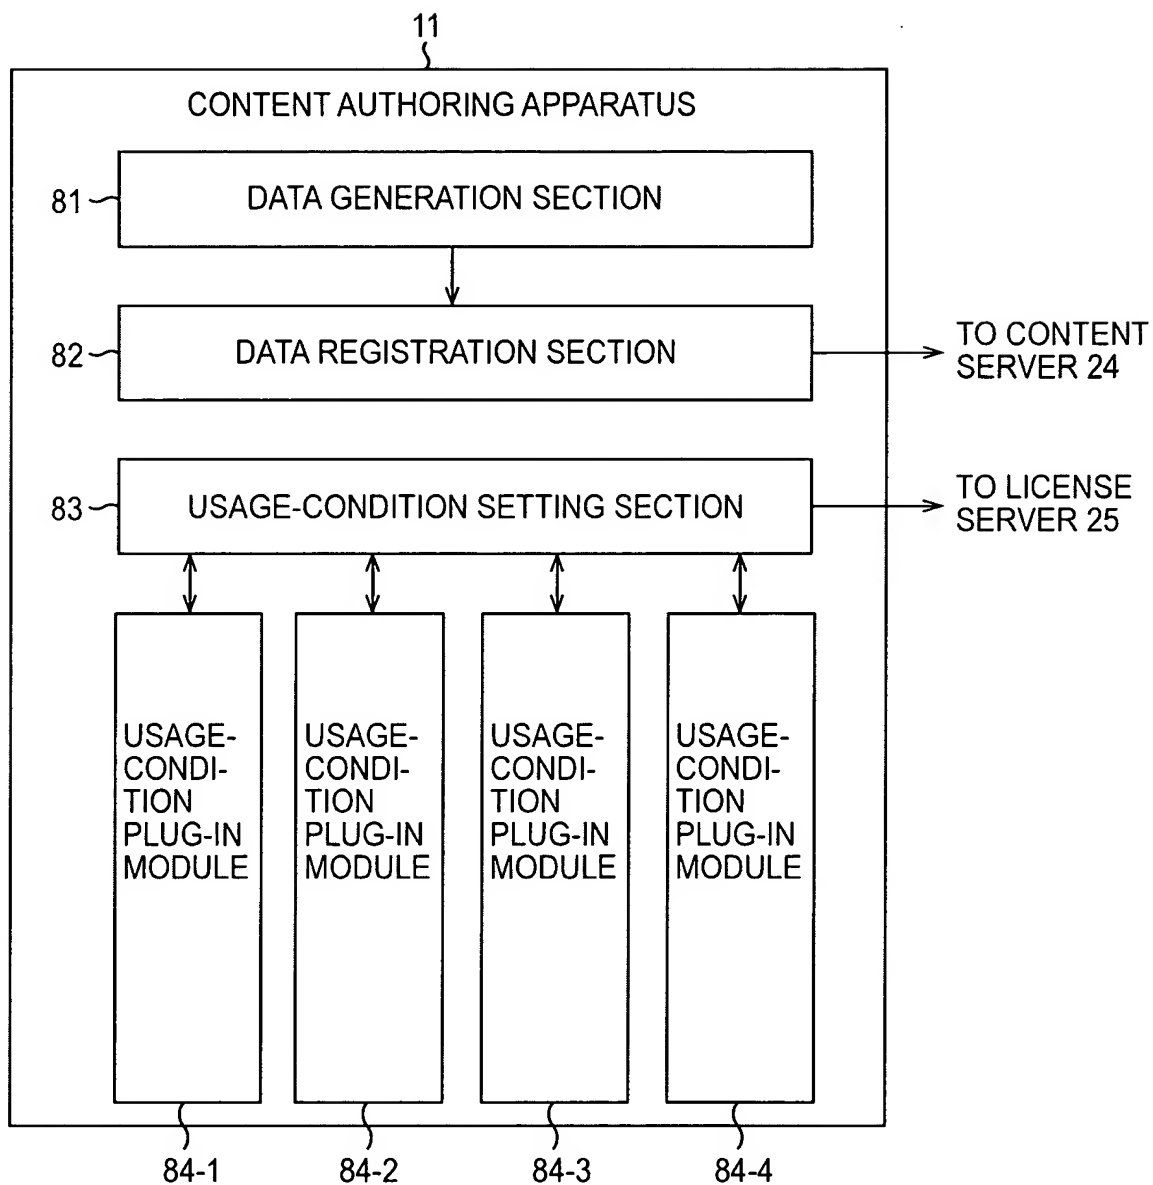 11
CONTENT AUTHORING APPARATUS
81
DATA GENERATION SECTION
82
DATA REGISTRATION SECTION
TO CONTENT
SERVER 24
83
USAGE-CONDITION SETTING SECTION
TO LICENSE
SERVER 25
USAGE-
CONDI-
TION
PLUG-IN
MODULE
USAGE-
CONDI-
TION
PLUG-IN
MODULE
USAGE-
CONDI-
TION
PLUG-IN
MODULE
USAGE-
CONDI-
TION
PLUG-IN
MODULE
84-1
84-2
84-3
84-4